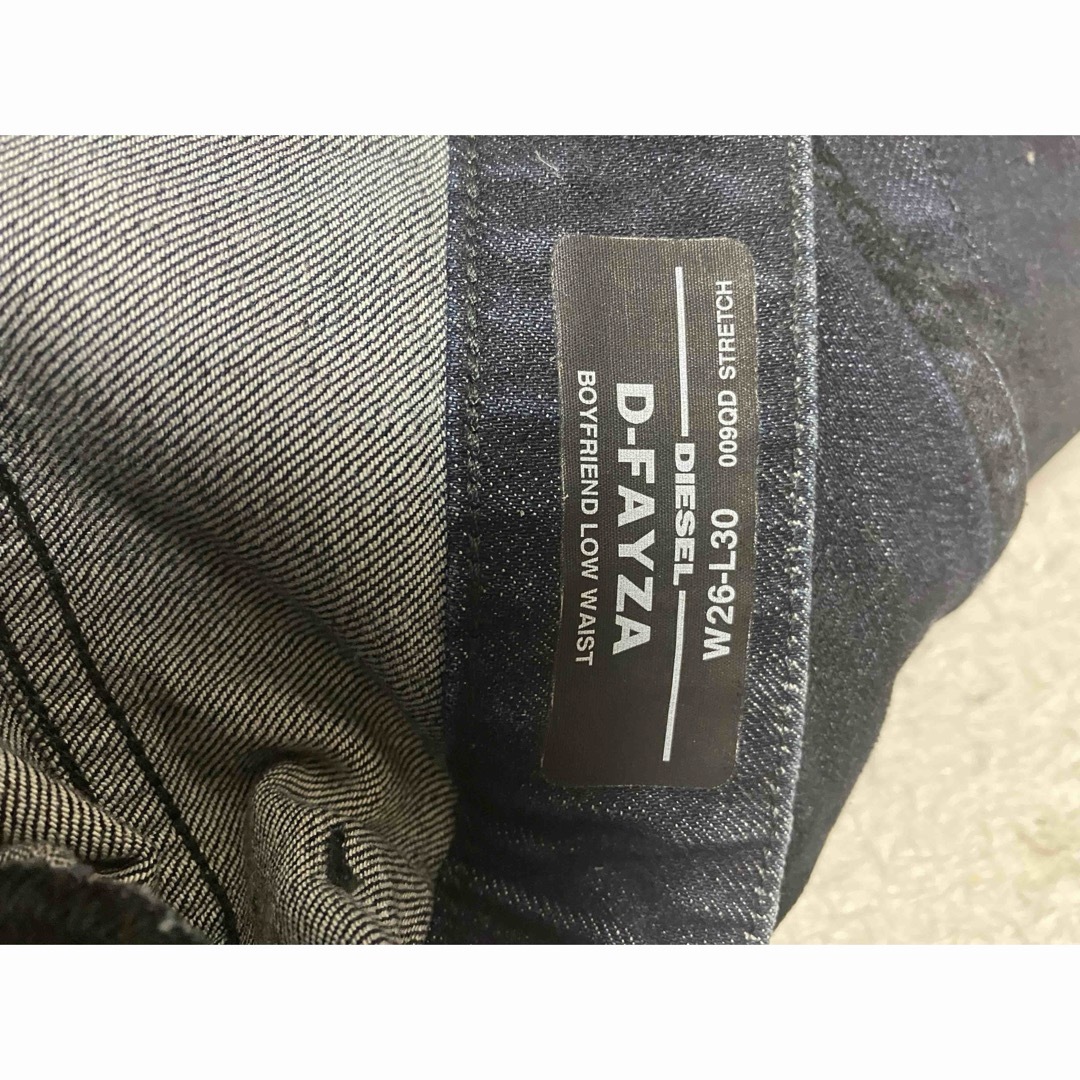 W26-L30 009QD STRETCH
DIESEL
D-FAYZA
BOYFRIEND LOW WAIST